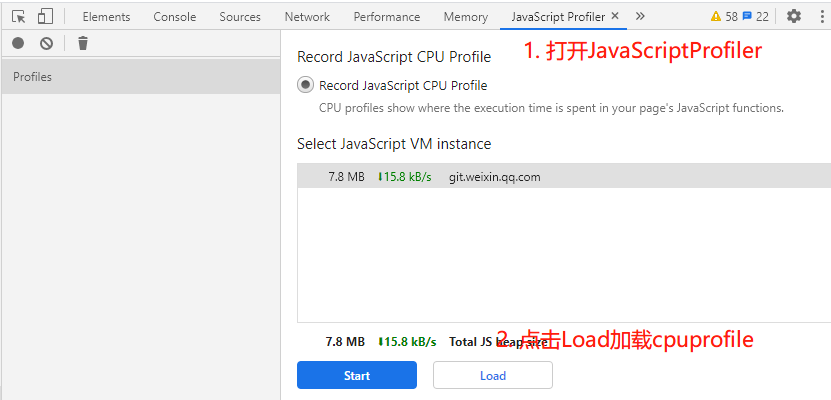 Elements Console Sources Network Performance Memory JavaScript Profiler × » 58 22
Profiles
Record JavaScript CPU Profile
1. 打开JavaScriptProfiler
Record JavaScript CPU Profile
CPU profiles show where the execution time is spent in your page's JavaScript functions.
Select JavaScript VM instance
7.8 MB ⬇15.8 kB/s git.weixin.qq.com
7.8 MB ⬇15.8 kB/s Total JS heap size
2. 点击Load加载cpuprofile
Start Load